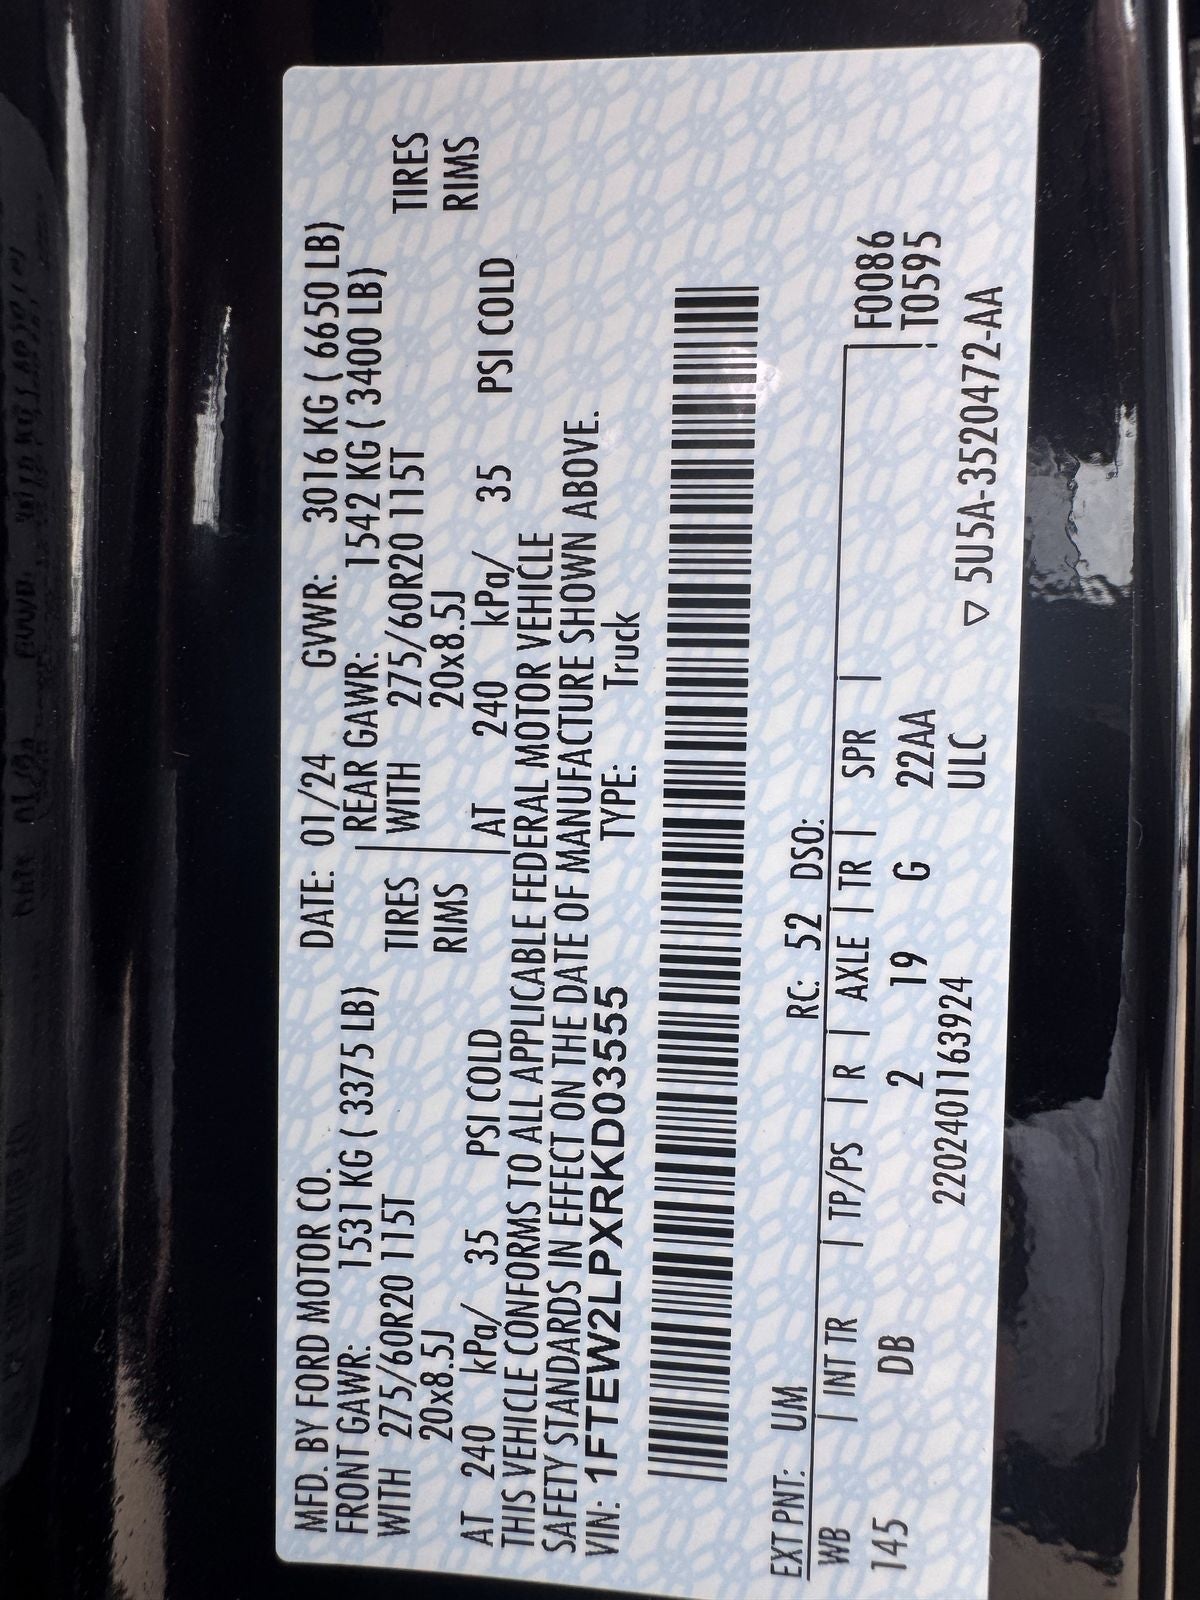 MFD. BY FORD MOTOR CO. DATE: 01/24 GVWR: 3016 KG ( 6650 LB)
FRONT GAWR: 1531 KG ( 3375 LB) REAR GAWR: 1542 KG ( 3400 LB)
WITH 275/60R20 115T TIRES WITH 275/60R20 115T TIRES
20x8.5J RIMS 20x8.5J RIMS
AT 240 kPa/ 35 PSI COLD AT 240 kPa/ 35 PSI COLD
THIS VEHICLE CONFORMS TO ALL APPLICABLE FEDERAL MOTOR VEHICLE
SAFETY STANDARDS IN EFFECT ON THE DATE OF MANUFACTURE SHOWN ABOVE.
VIN: 1FTEW2LPXRKD03555 TYPE: Truck
EXT PNT: UM RC: 52 DSO:
WB | INT TR | TP/PS | R | AXLE | TR | SPR | F0086
145 DB 2 19 G 22AA T0595
2202401163924 ULC
▽ 5U5A-3520472-AA